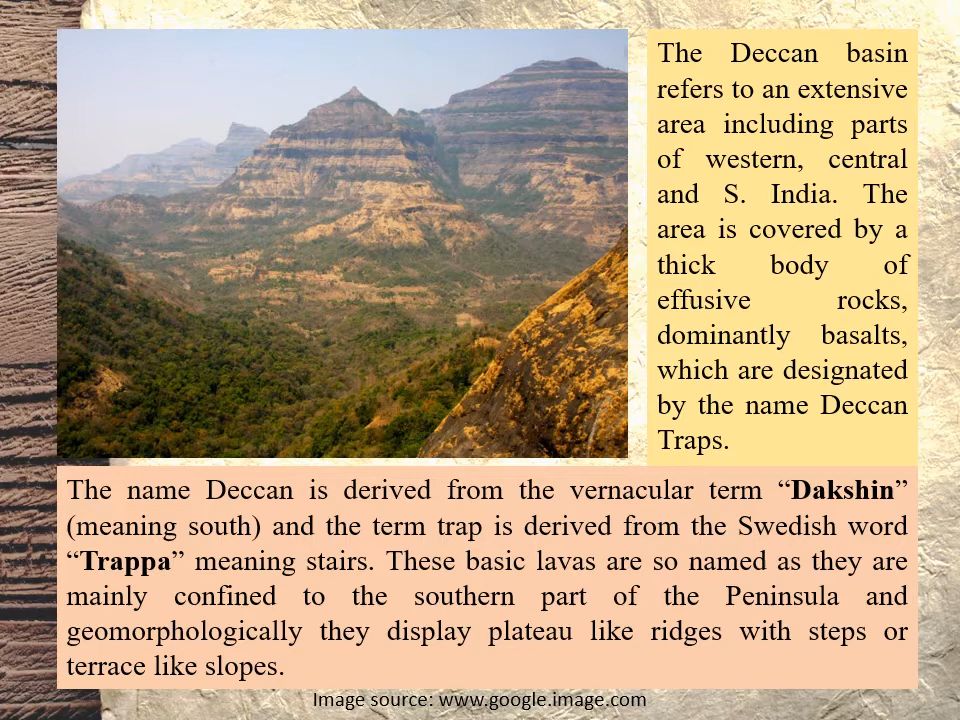 The Deccan basin
refers to an extensive
area including parts
of western, central
and S. India. The
area is covered by a
thick body of
effusive rocks,
dominantly basalts,
which are designated
by the name Deccan
Traps.
The name Deccan is derived from the vernacular term “Dakshin”
(meaning south) and the term trap is derived from the Swedish word
“Trappa” meaning stairs. These basic lavas are so named as they are
mainly confined to the southern part of the Peninsula and
geomorphologically they display plateau like ridges with steps or
terrace like slopes.
Image source: www.google.image.com